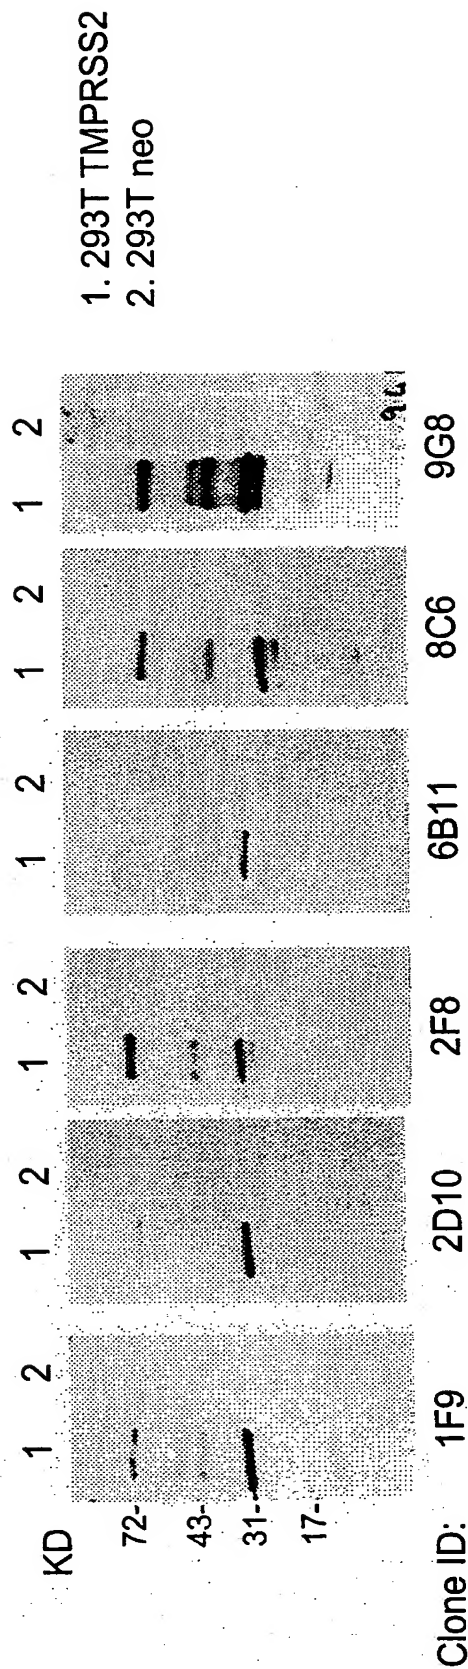 1. 293T TMPRSS2
2. 293T neo
KD
1 2 1 2 1 2 1 2 1 2 1 2
72-
43-
31-
17-
Clone ID: 1F9 2D10 2F8 6B11 8C6 9G8